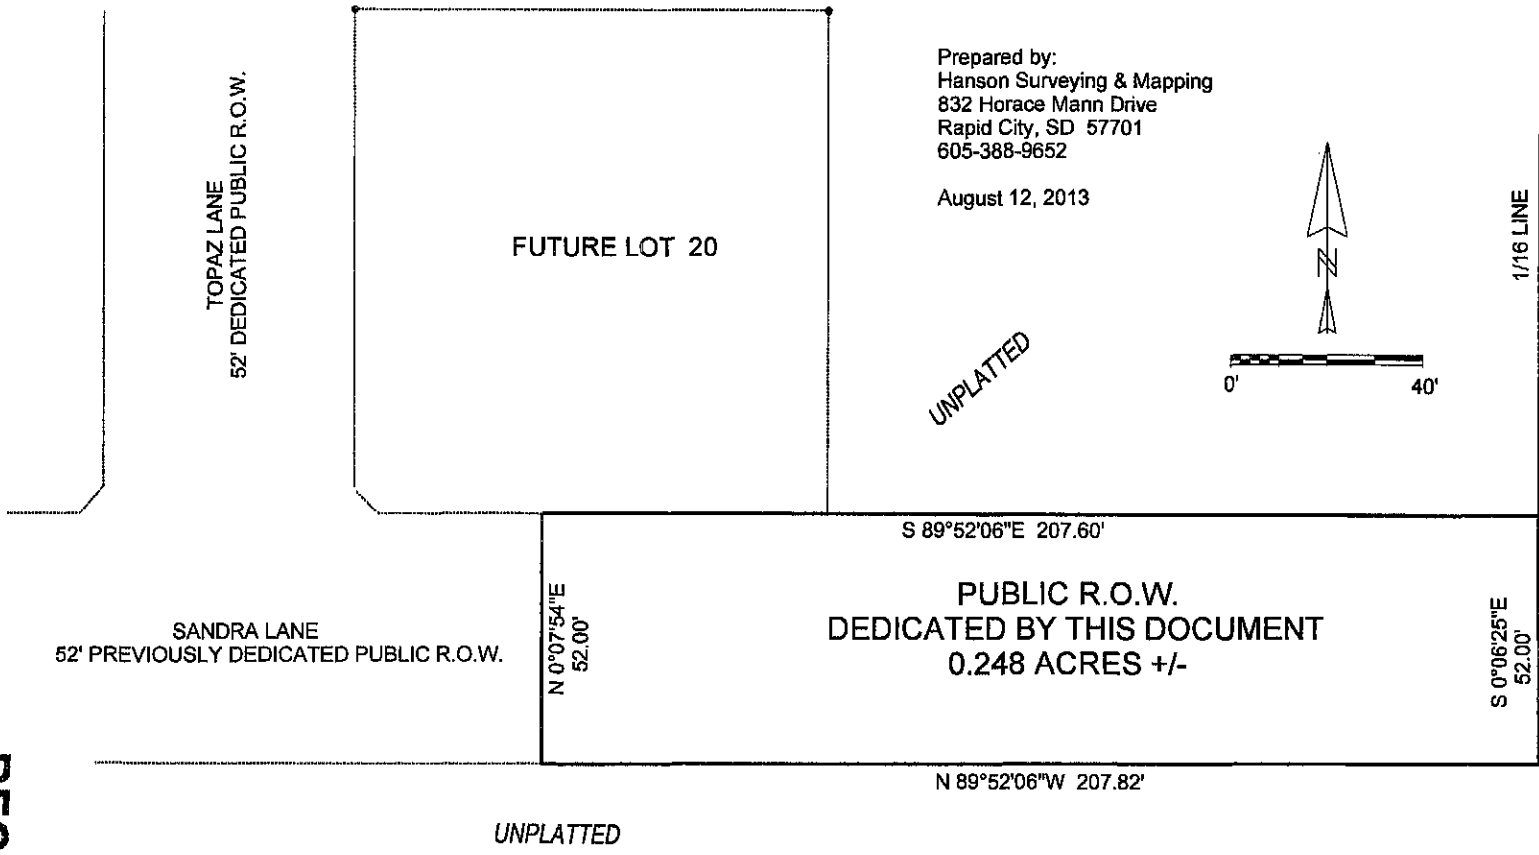 Prepared by:
Hanson Surveying & Mapping
832 Horace Mann Drive
Rapid City, SD 57701
605-388-9652
August 12, 2013
TOPAZ LANE
52' DEDICATED PUBLIC R.O.W.
FUTURE LOT 20
N
1/16 LINE
UNPLATTED
0' 40'
S 89°52'06"E 207.60'
SANDRA LANE
52' PREVIOUSLY DEDICATED PUBLIC R.O.W.
N 0°07'54"E
52.00'
PUBLIC R.O.W.
DEDICATED BY THIS DOCUMENT
0.248 ACRES +/-
S 0°06'25"E
52.00'
N 89°52'06"W 207.82'
UNPLATTED